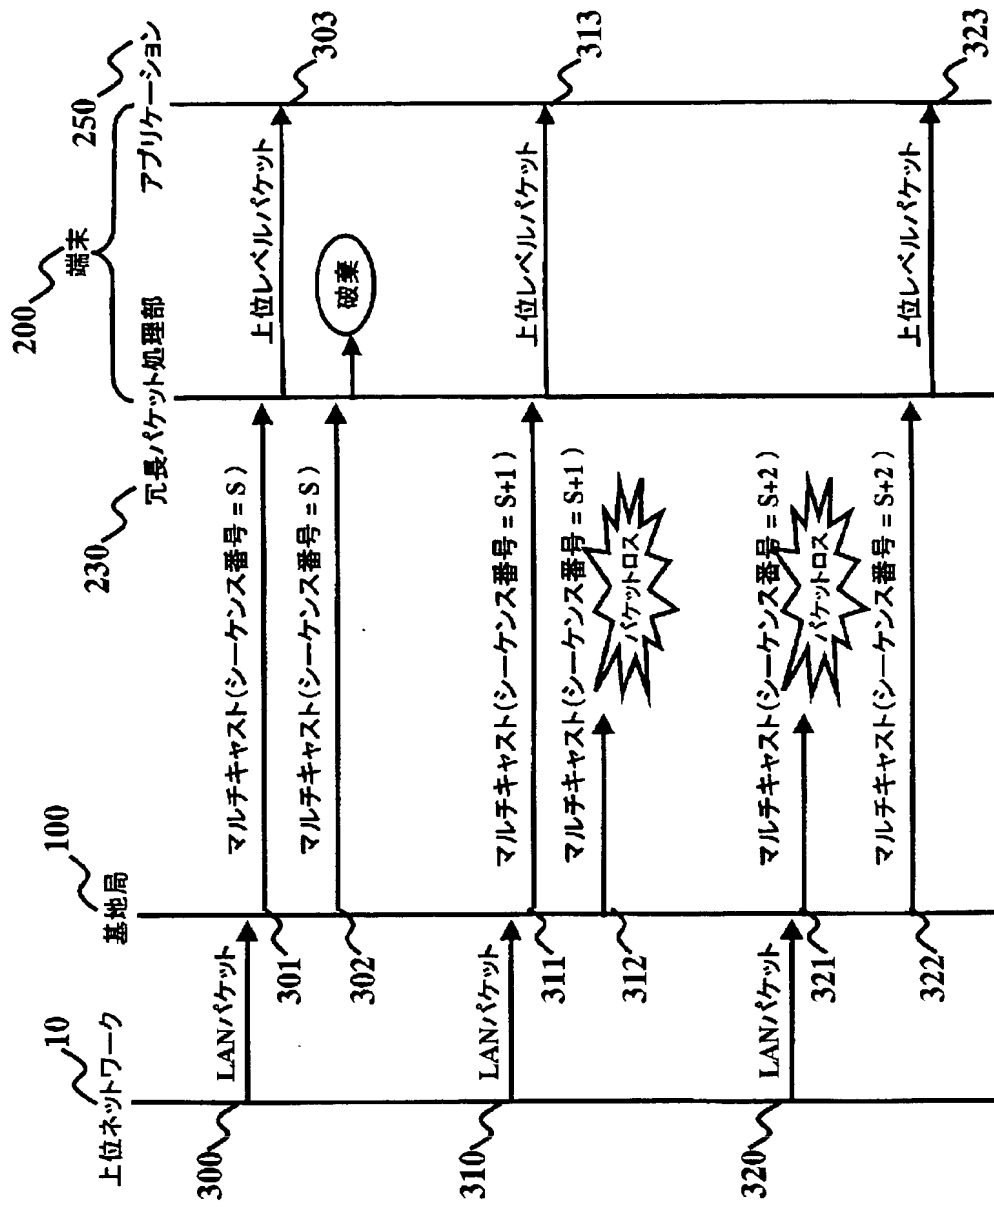 10
上位ネットワーク
100
基地局
200
端末
230
冗長パケット処理部
250
アプリケーション
300
LANパケット
301
マルチキャスト(シーケンス番号=S)
上位レベルパケット
303
302
マルチキャスト(シーケンス番号=S)
破棄
310
LANパケット
311
マルチキャスト(シーケンス番号=S+1)
上位レベルパケット
313
312
マルチキャスト(シーケンス番号=S+1)
パケットロス
320
LANパケット
321
マルチキャスト(シーケンス番号=S+2)
パケットロス
322
マルチキャスト(シーケンス番号=S+2)
上位レベルパケット
323